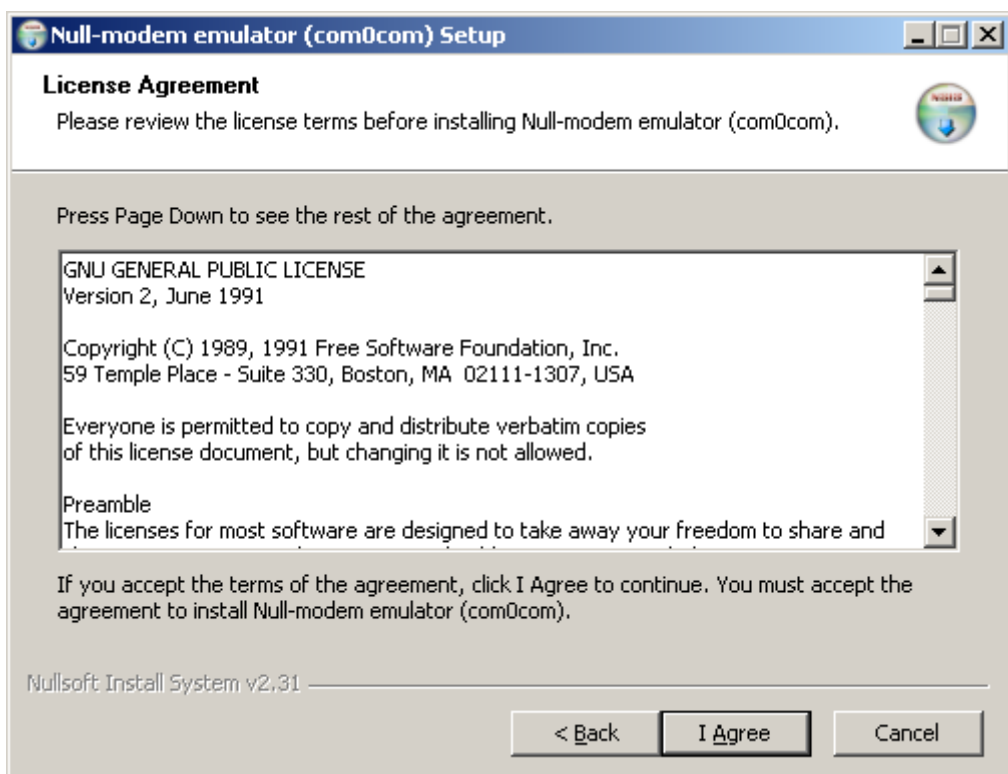 Null-modem emulator (com0com) Setup
License Agreement
Please review the license terms before installing Null-modem emulator (com0com).
Press Page Down to see the rest of the agreement.
GNU GENERAL PUBLIC LICENSE
Version 2, June 1991
Copyright (C) 1989, 1991 Free Software Foundation, Inc.
59 Temple Place - Suite 330, Boston, MA  02111-1307, USA
Everyone is permitted to copy and distribute verbatim copies
of this license document, but changing it is not allowed.
Preamble
The licenses for most software are designed to take away your freedom to share and
If you accept the terms of the agreement, click I Agree to continue. You must accept the
agreement to install Null-modem emulator (com0com).
Nullsoft Install System v2.31
< Back
I Agree
Cancel